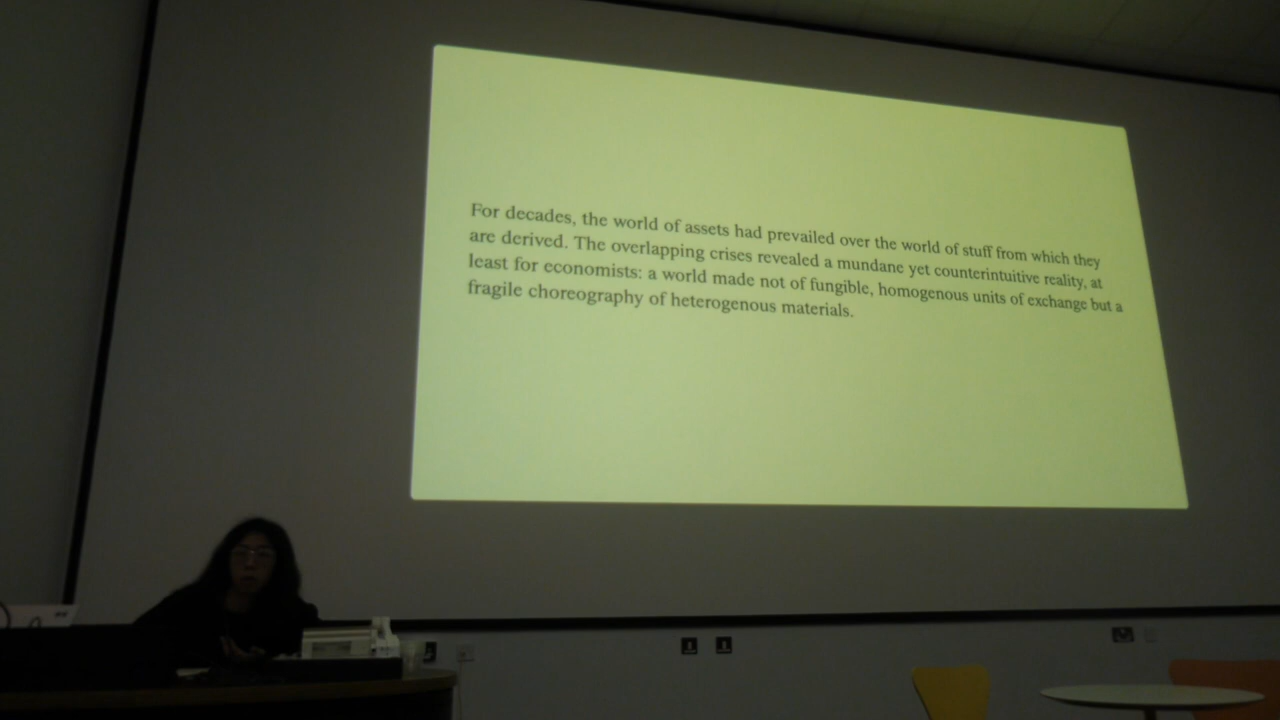 For decades, the world of assets had prevailed over the world of stuff from which they
are derived. The overlapping crises revealed a mundane yet counterintuitive reality, at
least for economists: a world made not of fungible, homogenous units of exchange but a
fragile choreography of heterogenous materials.